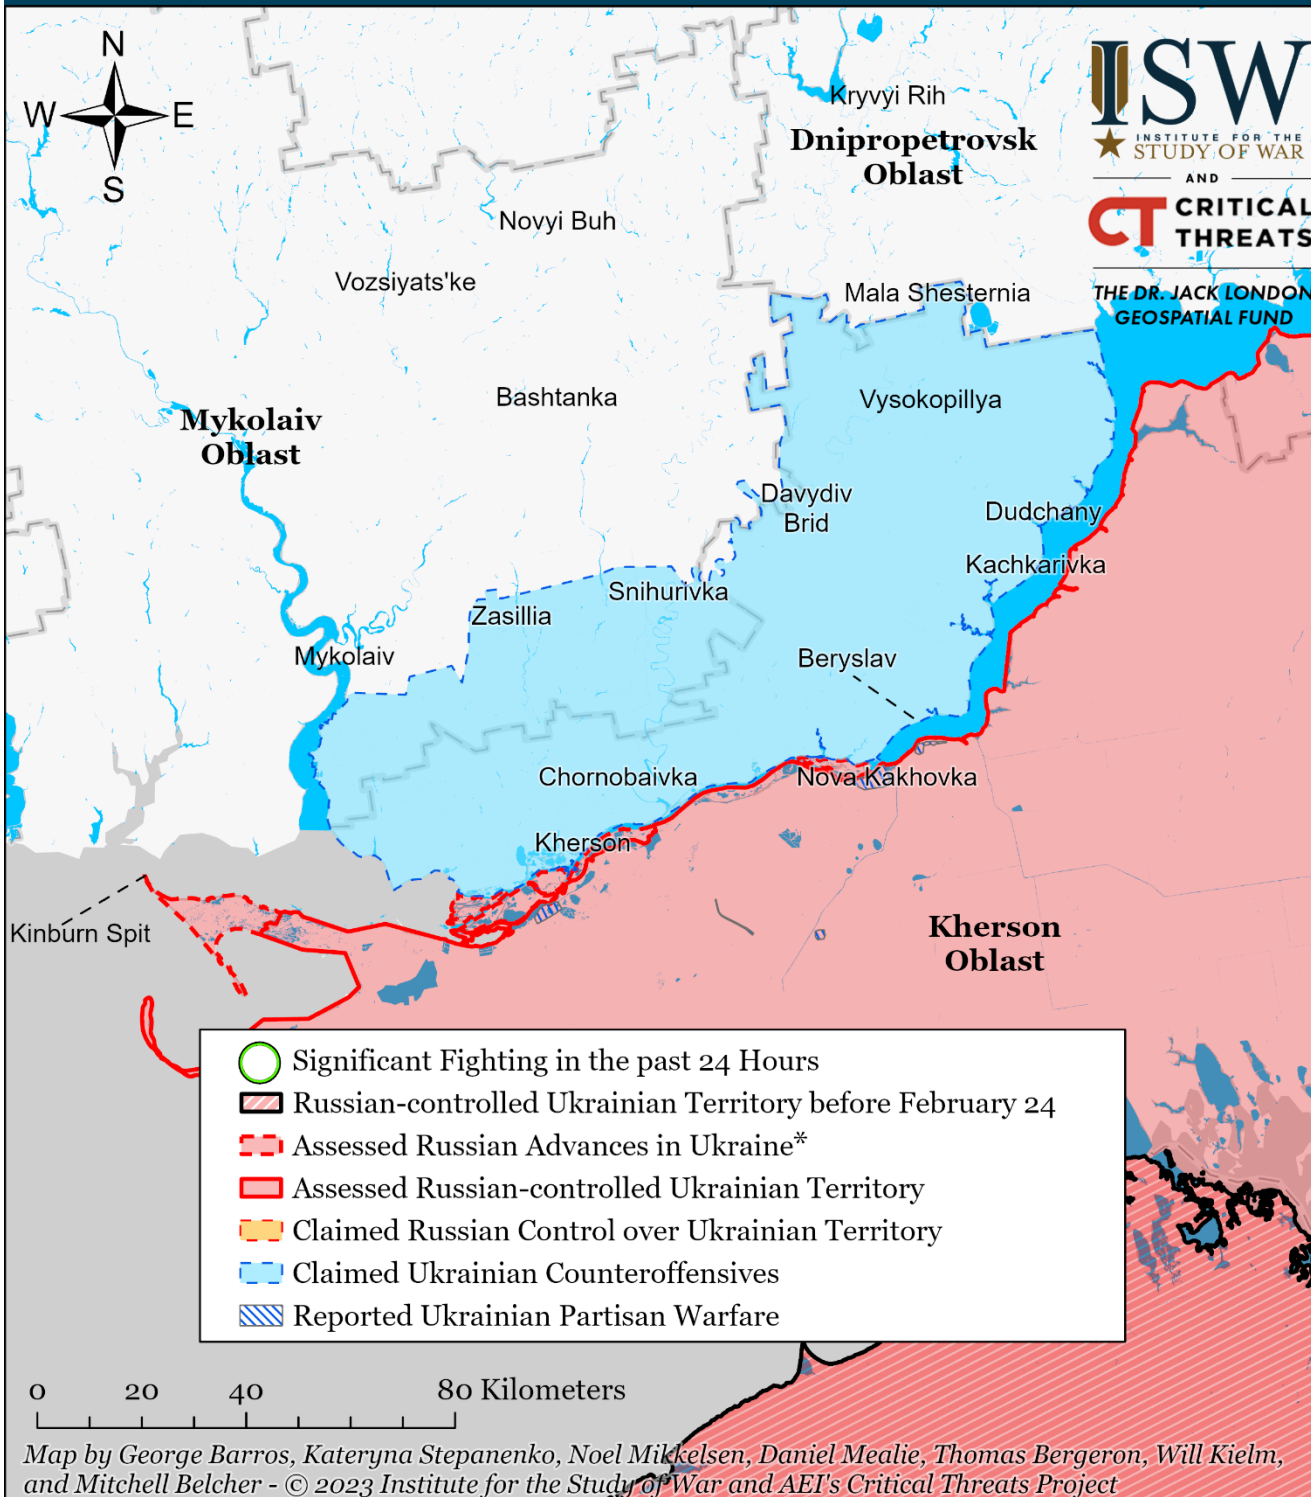 N
W E
S
ISW
INSTITUTE FOR THE
STUDY OF WAR
AND
CT CRITICAL
THREATS
THE DR. JACK LONDON
GEOSPATIAL FUND
Kryvyi Rih
Dnipropetrovsk
Oblast
Novyi Buh
Vozsiyats'ke
Mala Shesternia
Bashtanka
Vysokopillya
Mykolaiv
Oblast
Davydiv
Brid
Dudchany
Kachkarivka
Snihurivka
Zasillia
Mykolaiv
Beryslav
Chornobaivka
Nova Kakhovka
Kherson
Kinburn Spit
Kherson
Oblast
Significant Fighting in the past 24 Hours
Russian-controlled Ukrainian Territory before February 24
Assessed Russian Advances in Ukraine*
Assessed Russian-controlled Ukrainian Territory
Claimed Russian Control over Ukrainian Territory
Claimed Ukrainian Counteroffensives
Reported Ukrainian Partisan Warfare
0 20 40 80 Kilometers
Map by George Barros, Kateryna Stepanenko, Noel Mikkelsen, Daniel Mealie, Thomas Bergeron, Will Kielm,
and Mitchell Belcher - © 2023 Institute for the Study of War and AEI's Critical Threats Project